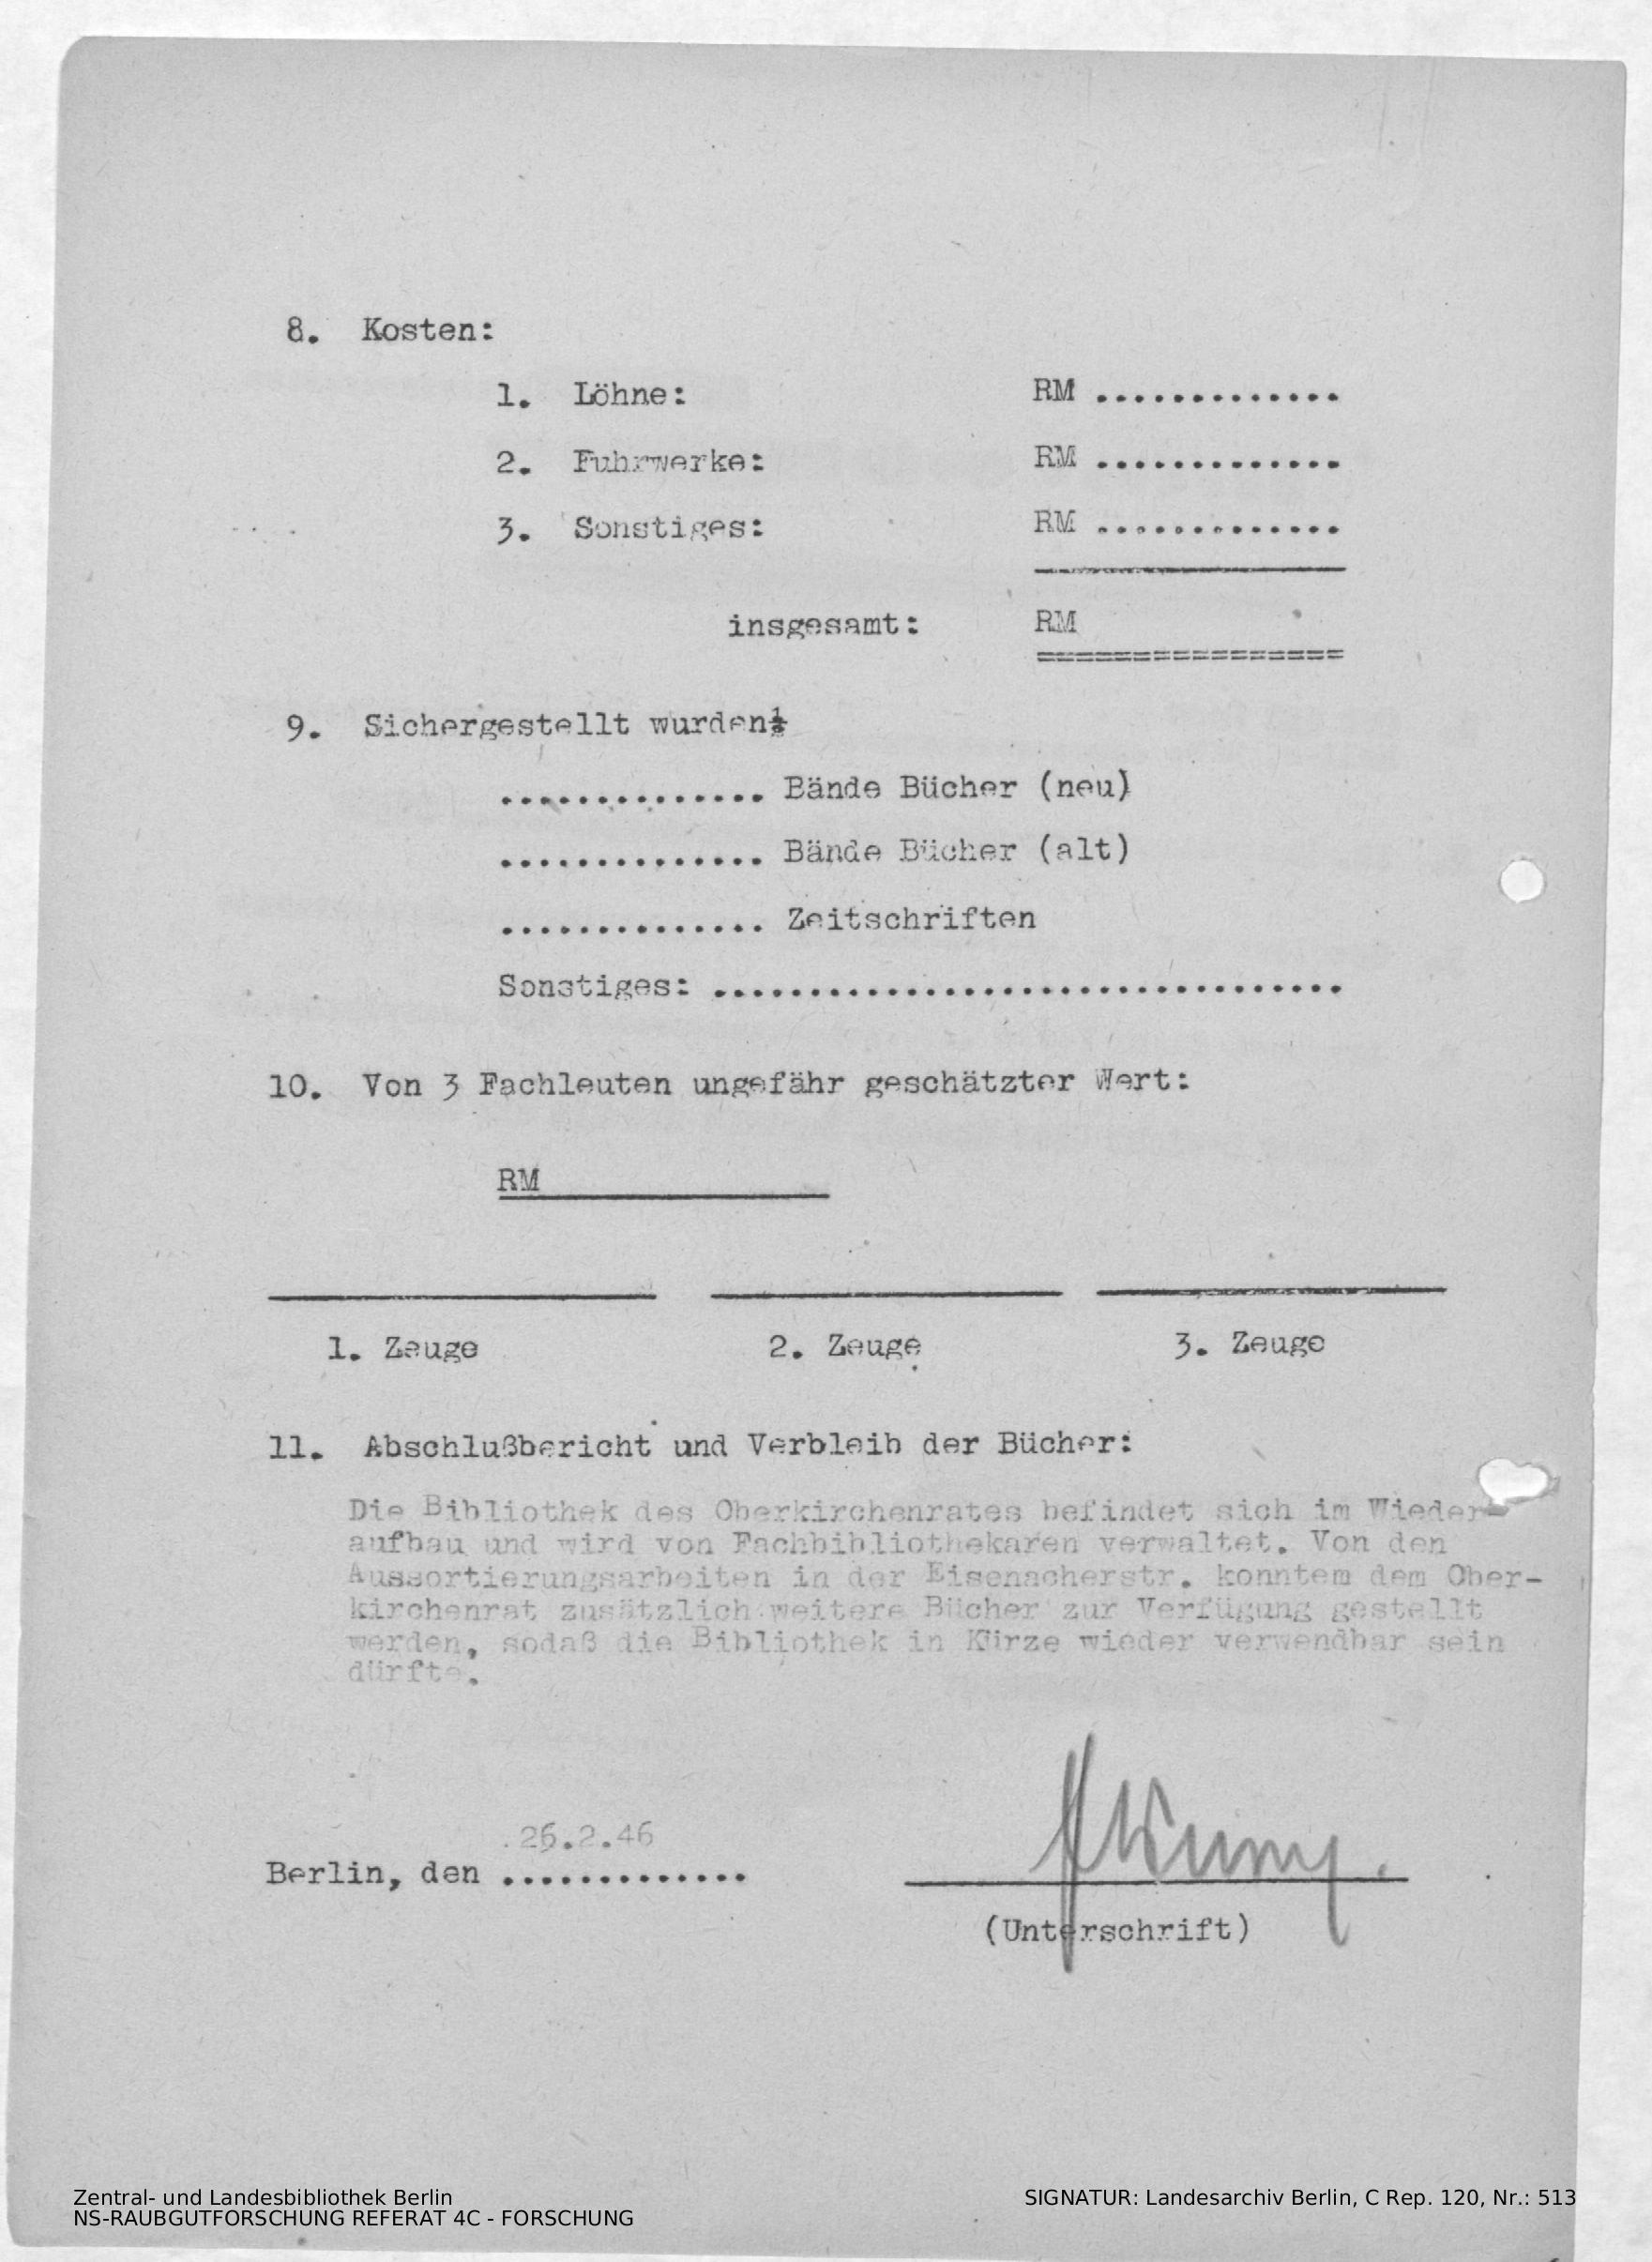 8. Kosten:
1. Löhne: RM .............
2. Fuhrwerke: RM .............
3. Sonstiges: RM .............
insgesamt: RM
================
9. Sichergestellt wurden:
.............. Bände Bücher (neu)
.............. Bände Bücher (alt)
.............. Zeitschriften
Sonstiges: .................................
10. Von 3 Fachleuten ungefähr geschätzter Wert:
RM
1. Zeuge 2. Zeuge 3. Zeuge
11. Abschlußbericht und Verbleib der Bücher:
Die Bibliothek des Oberkirchenrates befindet sich im Wieder-
aufbau und wird von Fachbibliothekaren verwaltet. Von den
Aussortierungsarbeiten in der Eisenacherstr. konntem dem Ober-
kirchenrat zusätzlich weitere Bücher zur Verfügung gestellt
werden, sodaß die Bibliothek in Kürze wieder verwendbar sein
dürfte.
26.2.46
Berlin, den .............
(Unterschrift)
Zentral- und Landesbibliothek Berlin
NS-RAUBGUTFORSCHUNG REFERAT 4C - FORSCHUNG
SIGNATUR: Landesarchiv Berlin, C Rep. 120, Nr.: 513